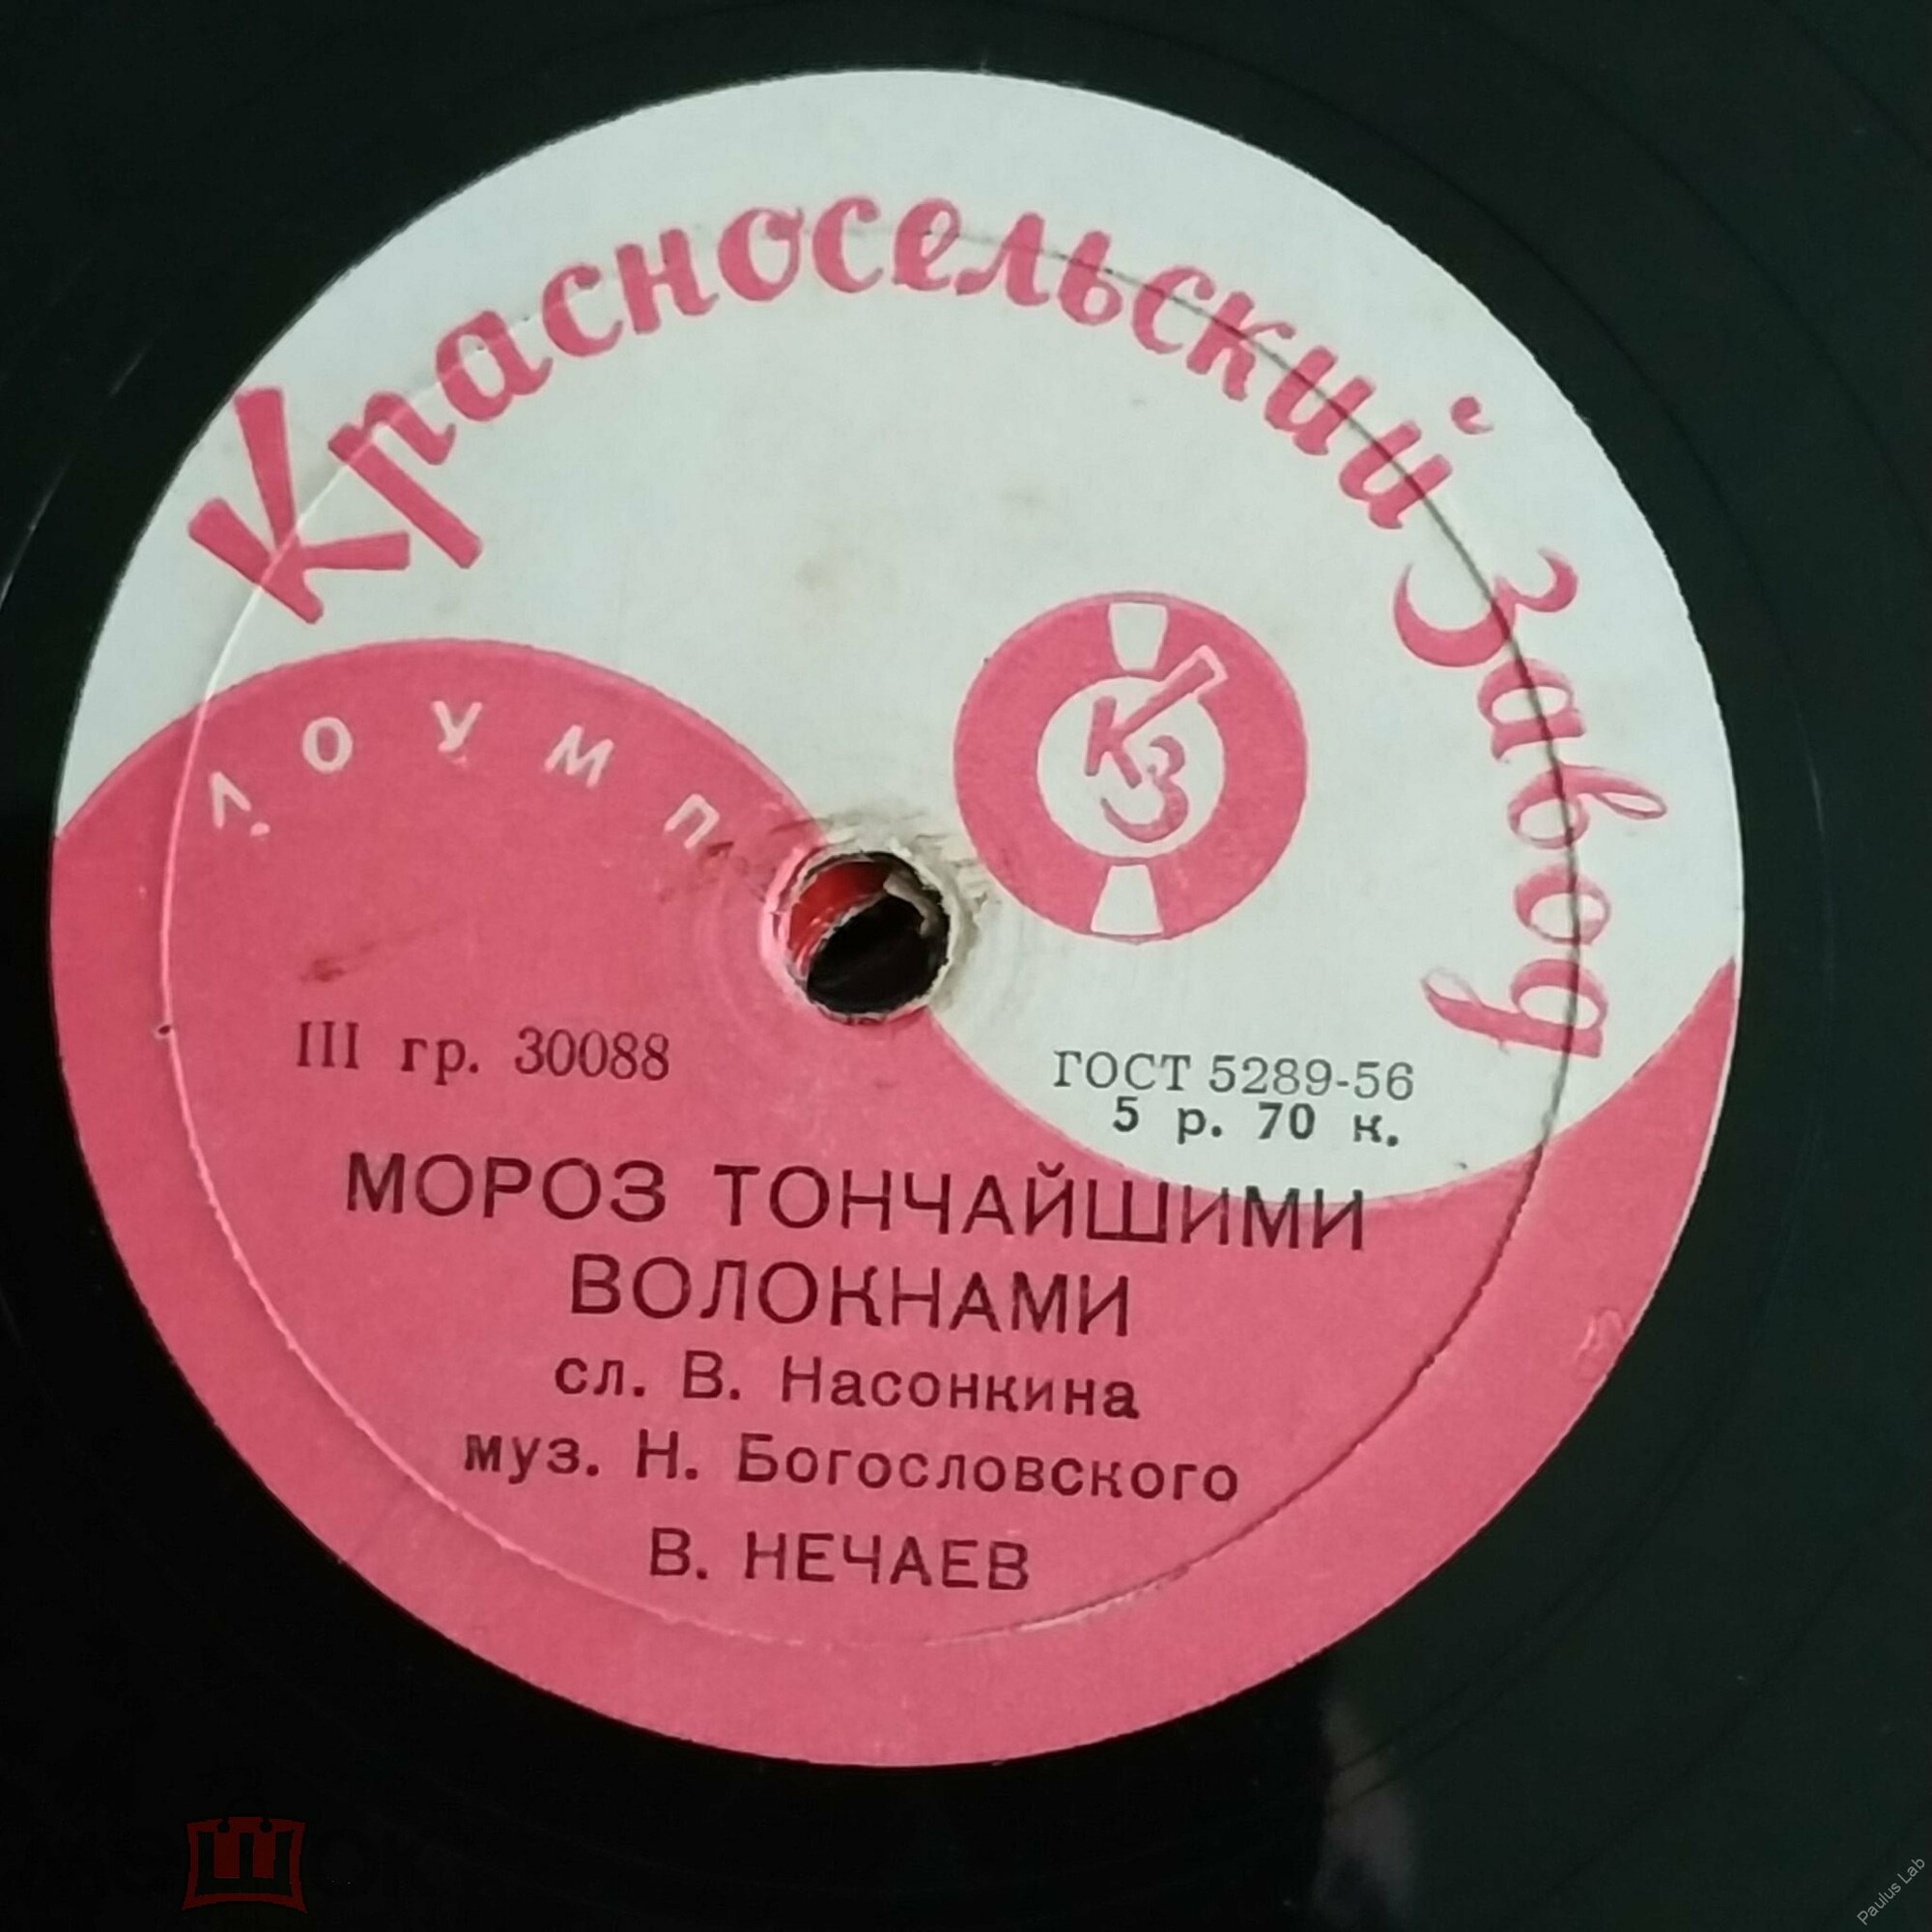 Красносельский Завод
ЛОУМП
КЗ
III гр. 30088
ГОСТ 5289-56
5 р. 70 к.
МОРОЗ ТОНЧАЙШИМИ
ВОЛОКНАМИ
сл. В. Насонкина
муз. Н. Богословского
В. НЕЧАЕВ
Paulus Lab